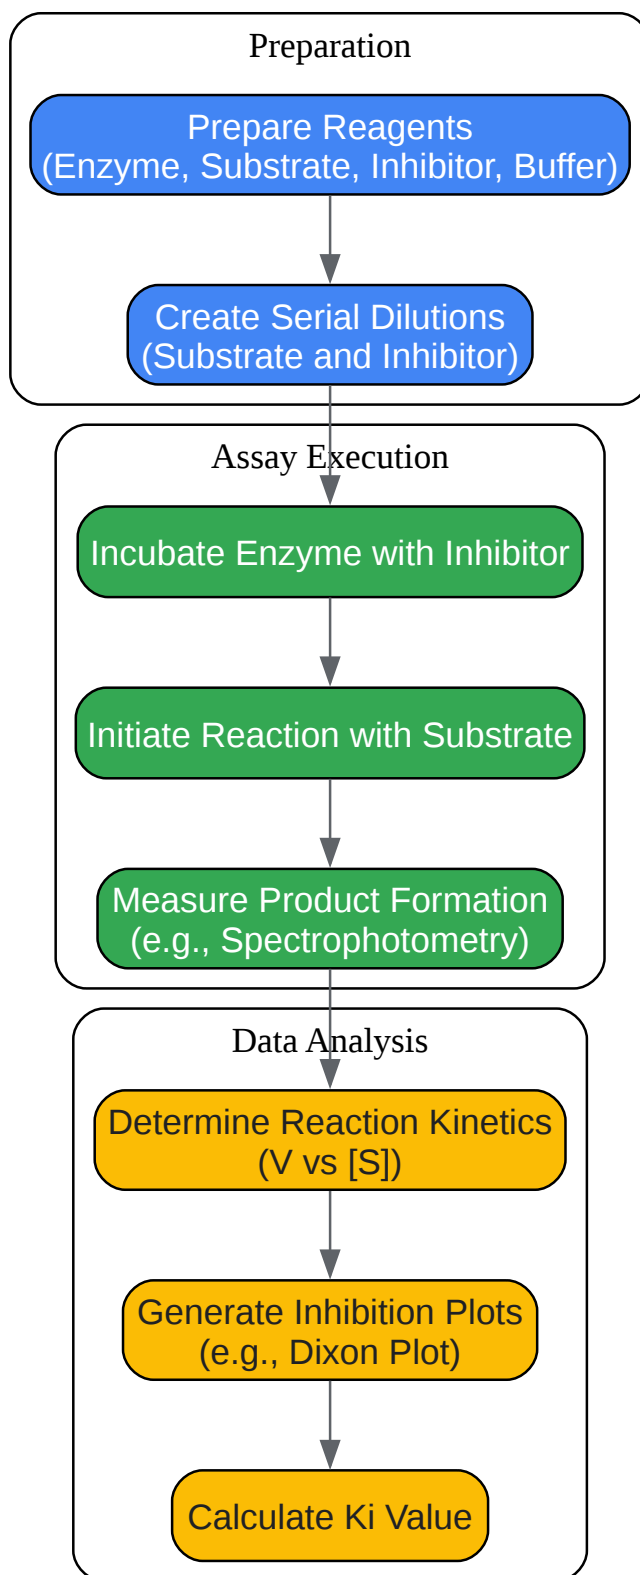 Preparation
Prepare Reagents
(Enzyme, Substrate, Inhibitor, Buffer)
Create Serial Dilutions
(Substrate and Inhibitor)
Assay Execution
Incubate Enzyme with Inhibitor
Initiate Reaction with Substrate
Measure Product Formation
(e.g., Spectrophotometry)
Data Analysis
Determine Reaction Kinetics
(V vs [S])
Generate Inhibition Plots
(e.g., Dixon Plot)
Calculate Ki Value